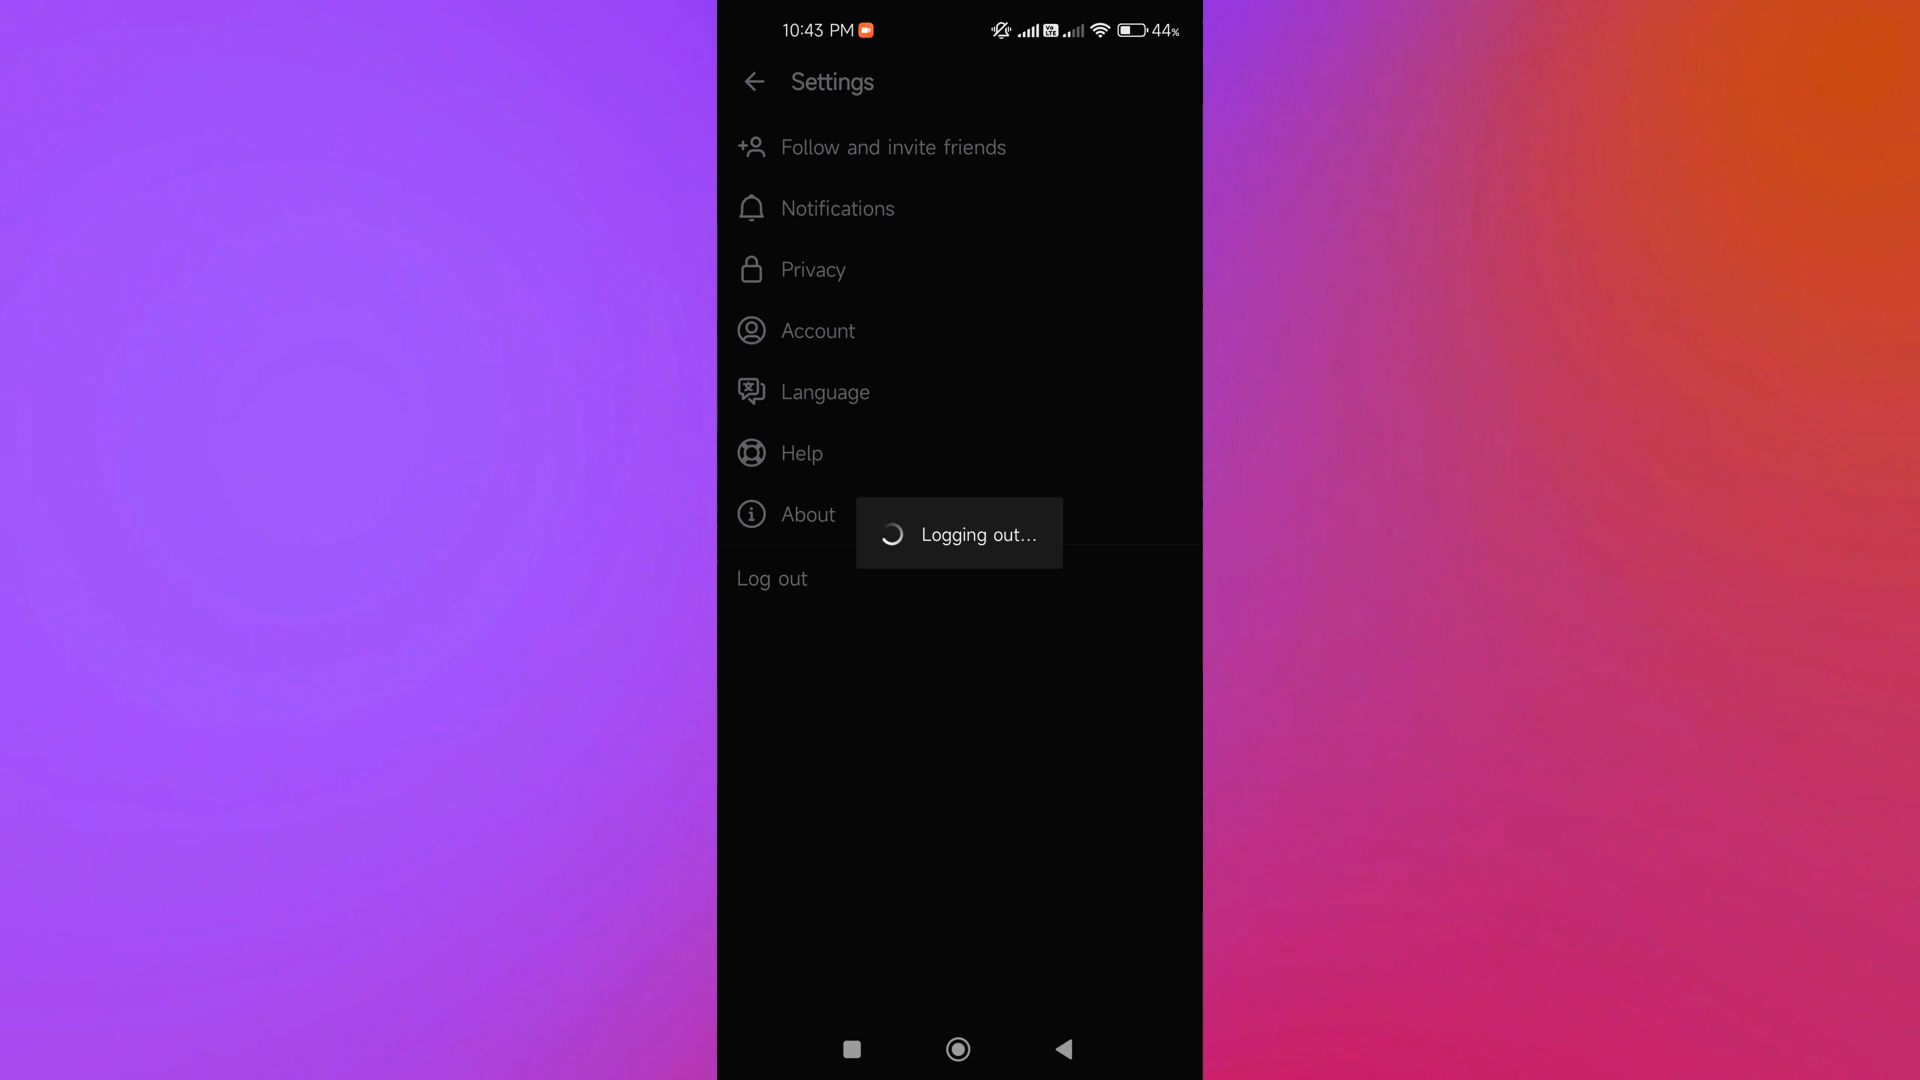 10:43 PM 44%
Settings
Follow and invite friends
Notifications
Privacy
Account
Language
Help
About
Logging out...
Log out